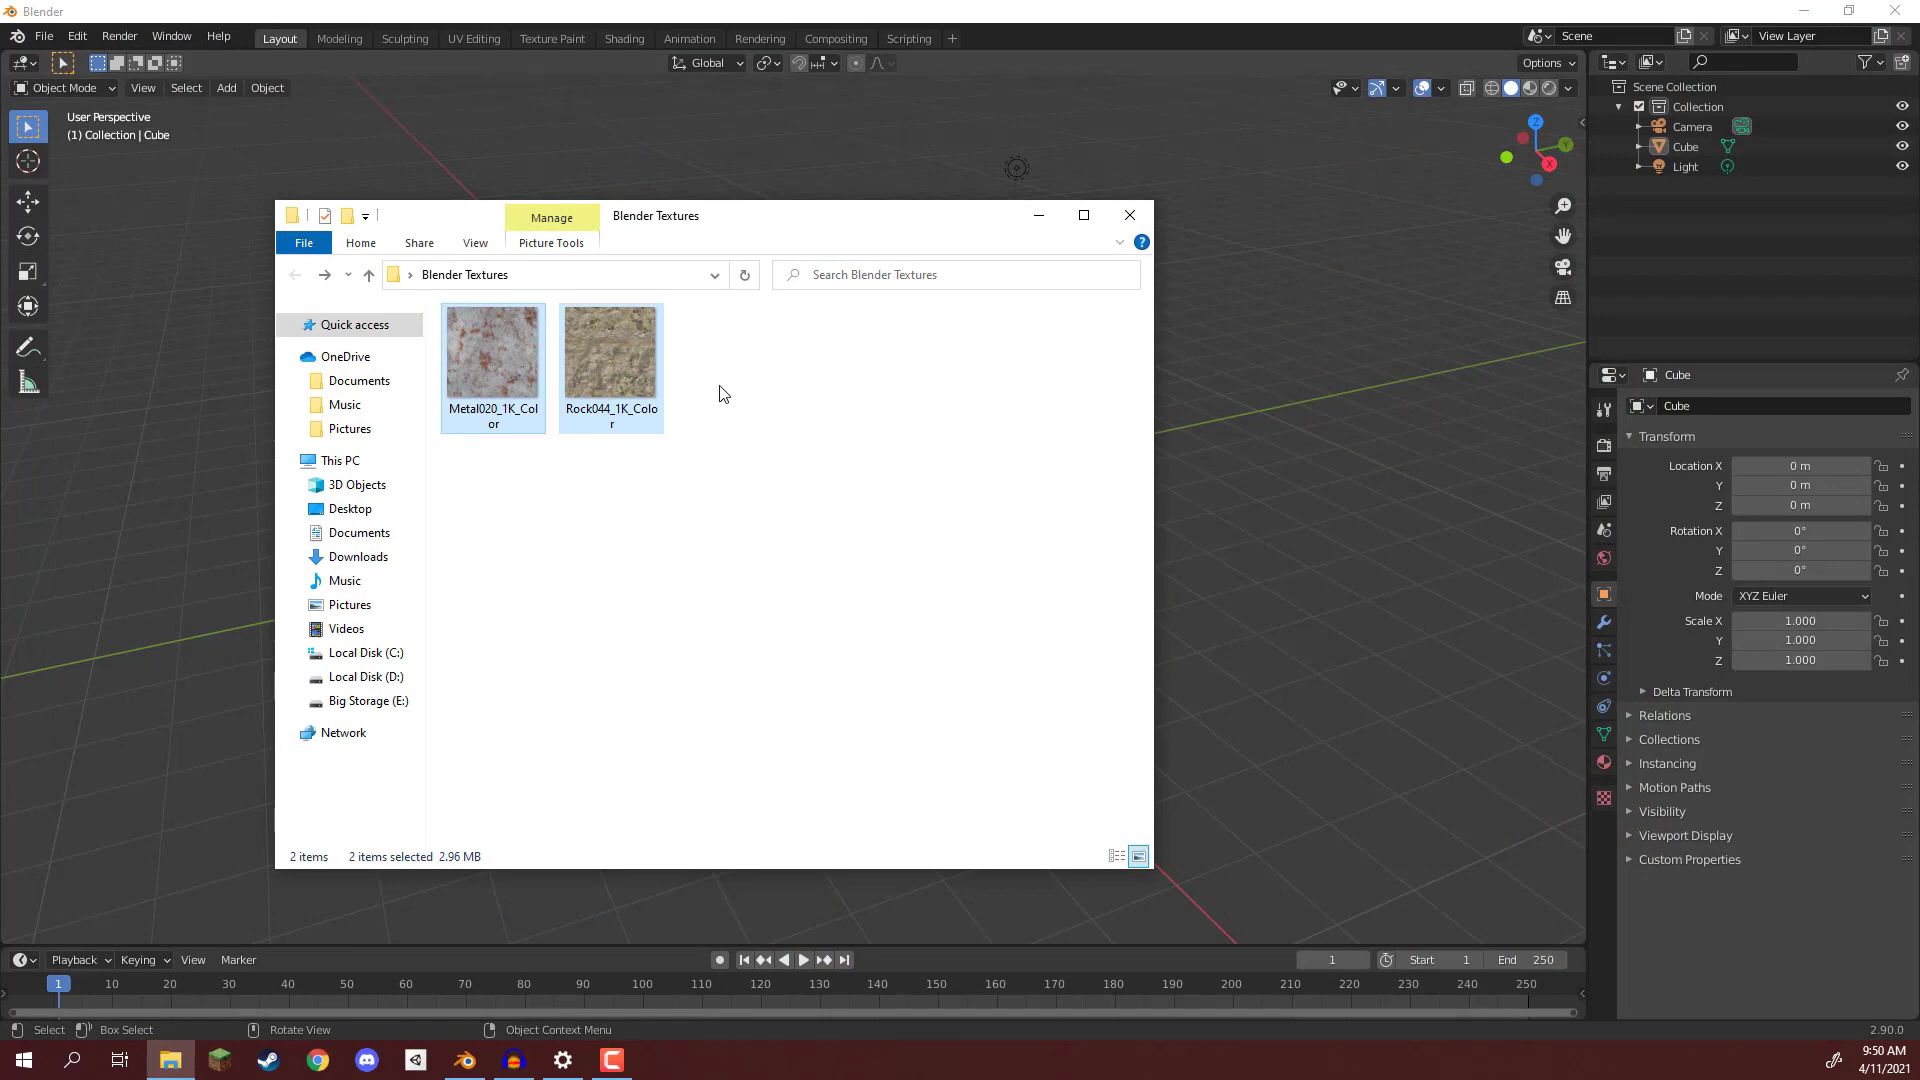 Blender
File Edit Render Window Help
Layout Modeling Sculpting UV Editing Texture Paint Shading Animation Rendering Compositing Scripting +
Scene
View Layer
Global
Options
Object Mode View Select Add Object
User Perspective
(1) Collection | Cube
Z
Y
X
Scene Collection
Collection
Camera
Cube
Light
Manage
Blender Textures
File Home Share View Picture Tools
Blender Textures
Search Blender Textures
Metal020_1K_Col
or
Rock044_1K_Colo
r
Quick access
OneDrive
Documents
Music
Pictures
This PC
3D Objects
Desktop
Documents
Downloads
Music
Pictures
Videos
Local Disk (C:)
Local Disk (D:)
Big Storage (E:)
Network
2 items 2 items selected 2.96 MB
Cube
Cube
Transform
Location X 0 m
Y 0 m
Z 0 m
Rotation X 0°
Y 0°
Z 0°
Mode XYZ Euler
Scale X 1.000
Y 1.000
Z 1.000
Delta Transform
Relations
Collections
Instancing
Motion Paths
Visibility
Viewport Display
Custom Properties
Playback Keying View Marker
1
Start 1
End 250
1 10 20 30 40 50 60 70 80 90 100 110 120 130 140 150 160 170 180 190 200 210 220 230 240 250
Select Box Select Rotate View Object Context Menu
2.90.0
9:50 AM
4/11/2021